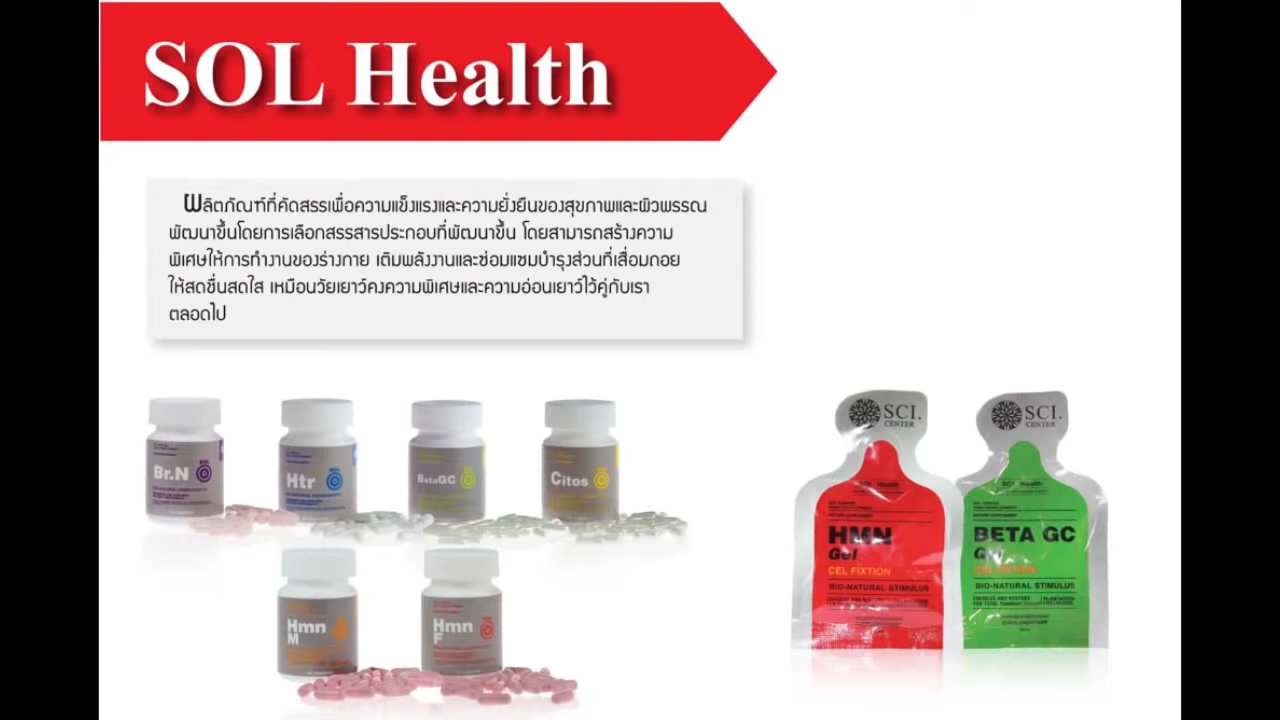 SOL Health
ผลิตภัณฑ์ที่คัดสรรเพื่อความแข็งแรงและความยั่งยืนของสุขภาพและผิวพรรณ
พัฒนาขึ้นโดยการเลือกสรรสารประกอบที่พัฒนาขึ้น โดยสามารถสร้างความ
พิเศษให้การทำงานของร่างกาย เติมพลังงานและซ่อมแซมบำรุงส่วนที่เสื่อมถอย
ให้สดชื่นสดใส เหมือนวัยเยาว์คงความพิเศษและความอ่อนเยาว์ไว้คู่กับเรา
ตลอดไป
Br.N
Htr
BetaGC
Citos
Hmn
M
Hmn
F
SCI.
CENTER
SOL Health
HMN
Gel
CEL FIXTION
BIO-NATURAL STIMULUS
SCI.
CENTER
SOL Health
BETA GC
Gel
CEL FIXTION
BIO-NATURAL STIMULUS